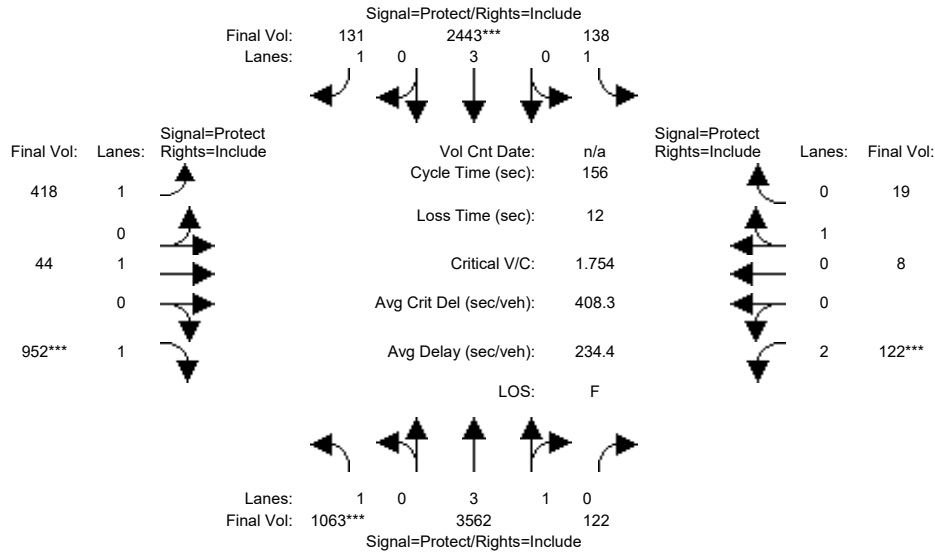 Signal=Protect/Rights=Include
Final Vol: 131 2443*** 138
Lanes: 1 0 3 0 1
Signal=Protect Signal=Protect
Final Vol: Lanes: Rights=Include Vol Cnt Date: n/a Rights=Include Lanes: Final Vol:
Cycle Time (sec): 156
418 1 0 19
Loss Time (sec): 12
0 1
44 1 Critical V/C: 1.754 0 8
0 Avg Crit Del (sec/veh): 408.3 0
952*** 1 Avg Delay (sec/veh): 234.4 2 122***
LOS: F
Lanes: 1 0 3 1 0
Final Vol: 1063*** 3562 122
Signal=Protect/Rights=Include